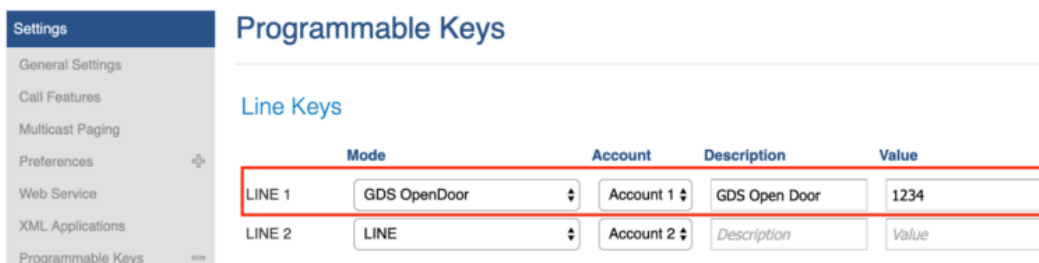 Settings
General Settings
Call Features
Multicast Paging
Preferences
Web Service
XML Applications
Programmable Keys
Programmable Keys
Line Keys
Mode Account Description Value
LINE 1 GDS OpenDoor Account 1 GDS Open Door 1234
LINE 2 LINE Account 2 Description Value